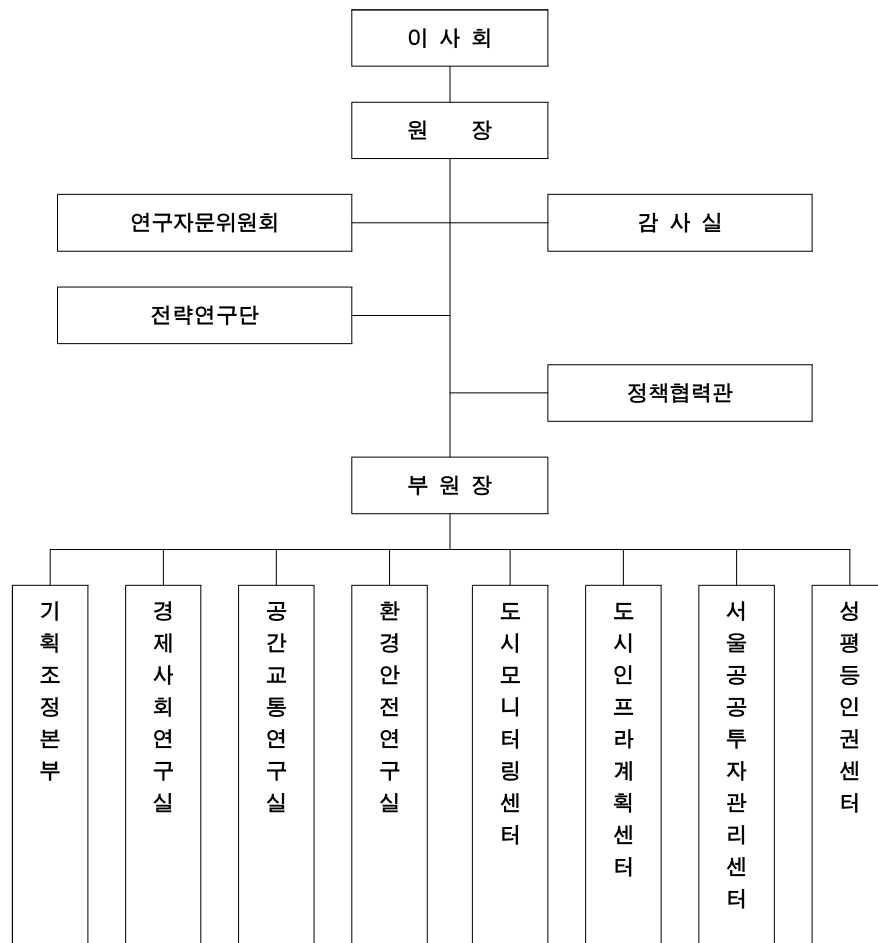 이 사 회
원 장
연구자문위원회
감 사 실
전략연구단
정책협력관
부 원 장
기획조정본부
경제사회연구실
공간교통연구실
환경안전연구실
도시모니터링센터
도시인프라계획센터
서울공공투자관리센터
성평등인권센터